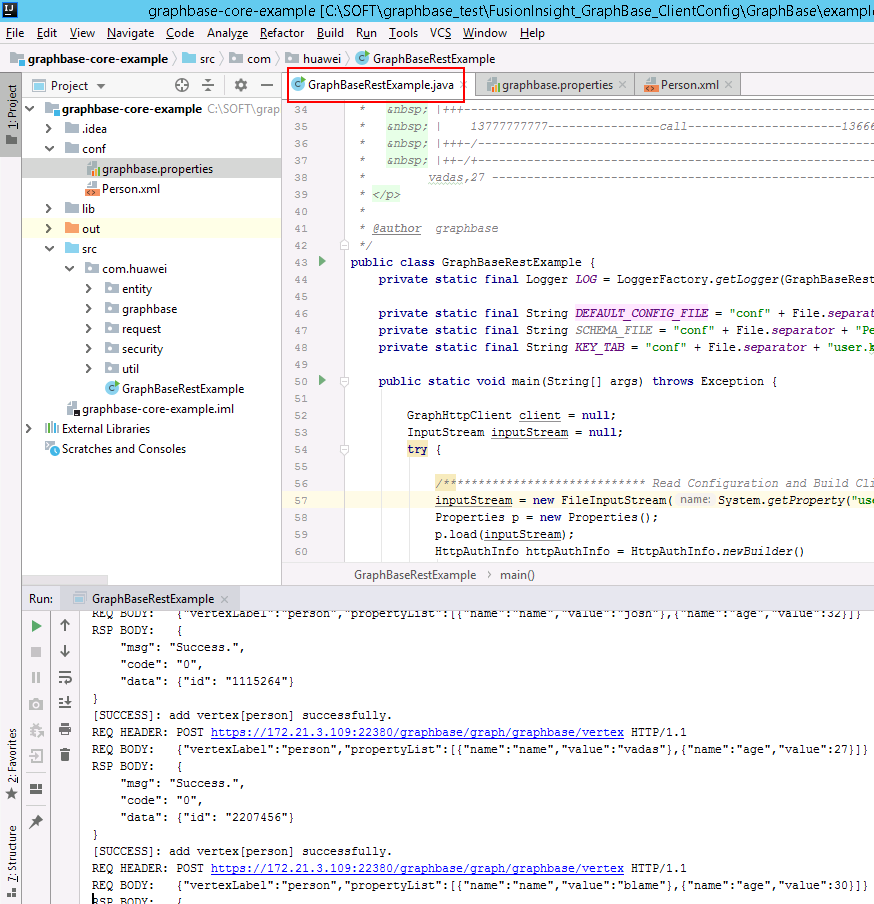 graphbase-core-example [C:\SOFT\graphbase_test\FusionInsight_GraphBase_ClientConfig\GraphBase\example
File Edit View Navigate Code Analyze Refactor Build Run Tools VCS Window Help
graphbase-core-example src com huawei GraphBaseRestExample
Project
GraphBaseRestExample.java graphbase.properties Person.xml
1: Project
graphbase-core-example C:\SOFT\grap
.idea
conf
graphbase.properties
Person.xml
lib
out
src
com.huawei
entity
graphbase
request
security
util
GraphBaseRestExample
graphbase-core-example.iml
External Libraries
Scratches and Consoles
34 * &nbsp; |+++-
35 * &nbsp; | 13777777777----------------call-------------------------13666
36 * &nbsp; |+++-/---------------------------------------------------------
37 * &nbsp; |++-/+---------------------------------------------------------
38 * vadas,27 -------------------------------------------------------
39 * </p>
40 *
41 * @author graphbase
42 */
43 public class GraphBaseRestExample {
44 private static final Logger LOG = LoggerFactory.getLogger(GraphBaseRest
45
46 private static final String DEFAULT_CONFIG_FILE = "conf" + File.separat
47 private static final String SCHEMA_FILE = "conf" + File.separator + "Pe
48 private static final String KEY_TAB = "conf" + File.separator + "user.k
49
50 public static void main(String[] args) throws Exception {
51
52 GraphHttpClient client = null;
53 InputStream inputStream = null;
54 try {
55
56 /***************************** Read Configuration and Build Cli
57 inputStream = new FileInputStream( name: System.getProperty("use
58 Properties p = new Properties();
59 p.load(inputStream);
60 HttpAuthInfo httpAuthInfo = HttpAuthInfo.newBuilder()
GraphBaseRestExample main()
Run: GraphBaseRestExample
REQ BODY: {"vertexLabel":"person","propertyList":[{"name":"name","value":"josh"},{"name":"age","value":32}]}
RSP BODY: {
"msg": "Success.",
"code": "0",
"data": {"id": "1115264"}
}
[SUCCESS]: add vertex[person] successfully.
REQ HEADER: POST https://172.21.3.109:22380/graphbase/graph/graphbase/vertex HTTP/1.1
REQ BODY: {"vertexLabel":"person","propertyList":[{"name":"name","value":"vadas"},{"name":"age","value":27}]}
RSP BODY: {
"msg": "Success.",
"code": "0",
"data": {"id": "2207456"}
}
[SUCCESS]: add vertex[person] successfully.
REQ HEADER: POST https://172.21.3.109:22380/graphbase/graph/graphbase/vertex HTTP/1.1
REQ BODY: {"vertexLabel":"person","propertyList":[{"name":"name","value":"blame"},{"name":"age","value":30}]}
RSP BODY: {
2: Favorites
7: Structure